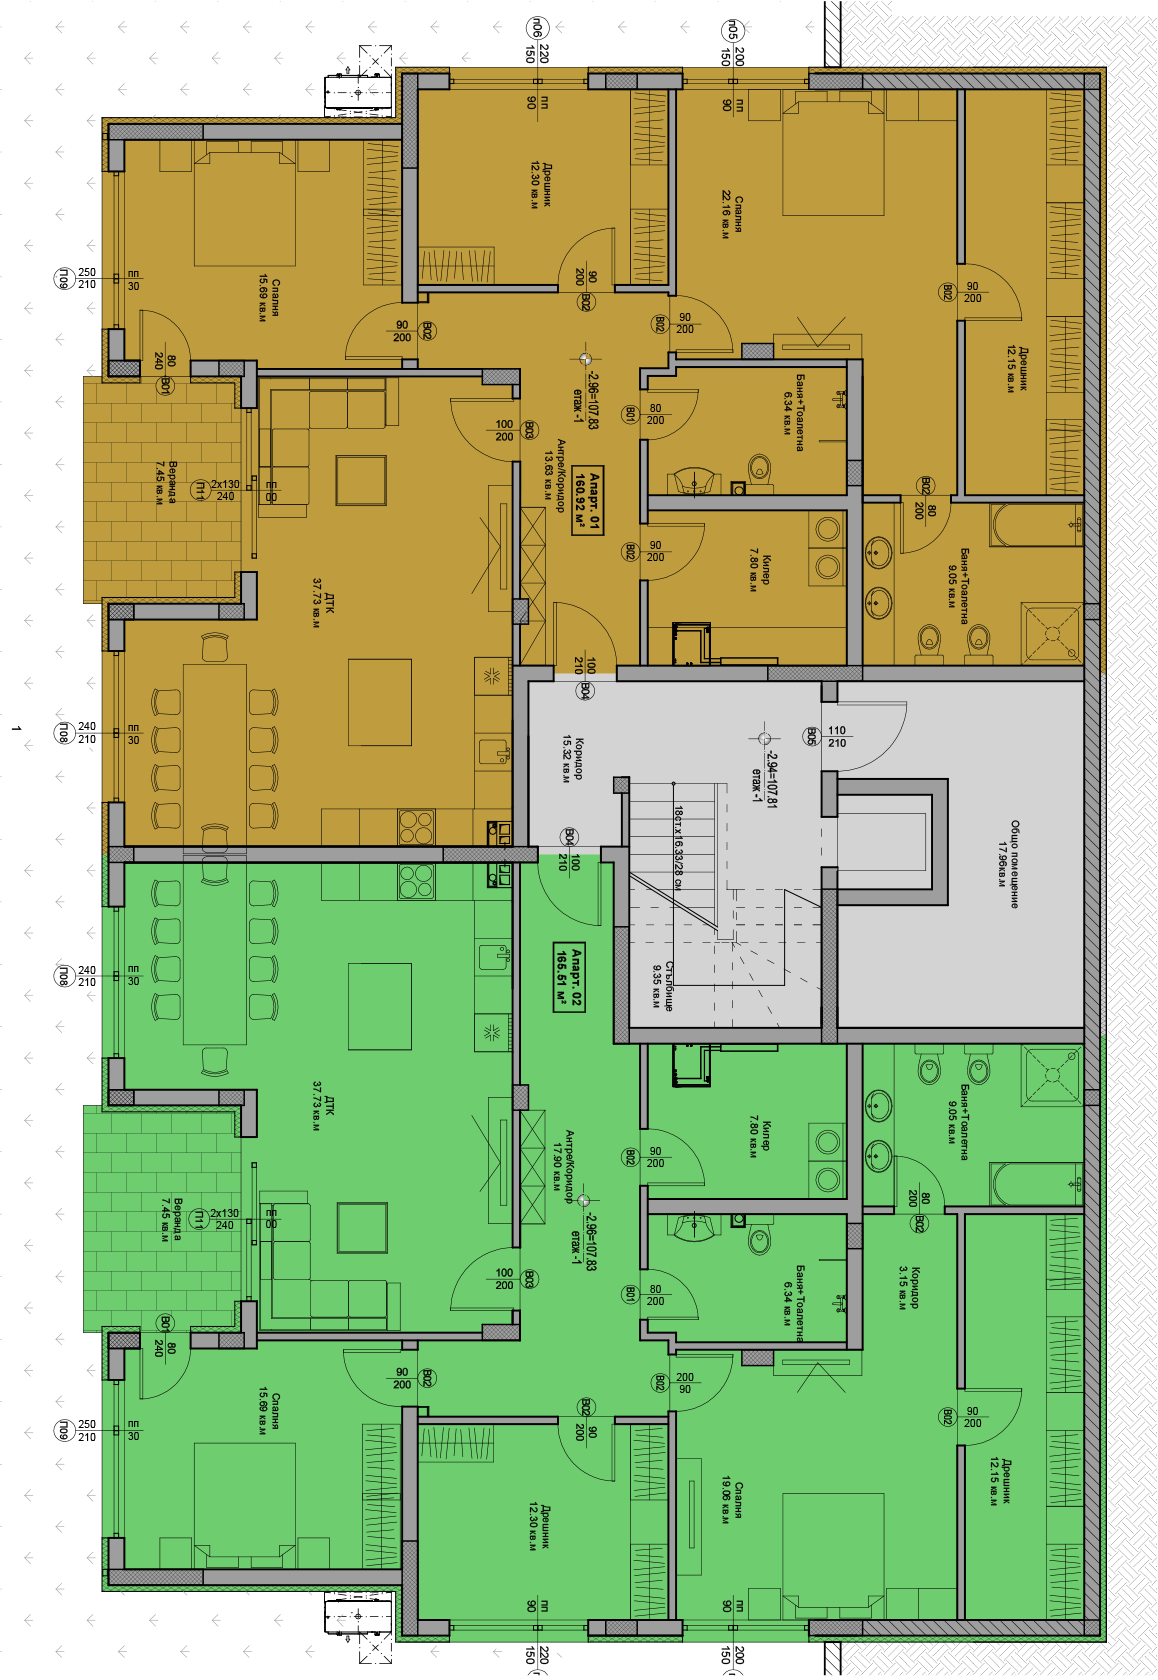 п06
220
150
п05
200
150
пп
90
пп
90
Дрешник
12.30 кв.м
Спалня
22.16 кв.м
Спалня
15.69 кв.м
П09
250
210
пп
30
90
200
В02
90
200
В02
90
200
В02
90
200
В02
Дрешник
12.15 кв.м
80
240
В01
-2.96=107.83
етаж -1
Баня+Тоалетна
6.34 кв.м
В01
80
200
100
200
В03
Антре/Коридор
13.63 кв.м
Апарт. 01
160.92 м²
Веранда
7.45 кв.м
П11
2x130
240
пп
00
80
200
В02
В02
90
200
Килер
7.80 кв.м
Баня+Тоалетна
9.05 кв.м
ДТК
37.73 кв.м
100
210
В04
П08
240
210
пп
30
1
Коридор
15.32 кв.м
-2.94=107.81
етаж -1
В05
110
210
18ст.x16.33/28 см
Общо помещение
17.96кв.м
В04
100
210
Апарт. 02
165.51 м²
Стълбище
9.35 кв.м
П08
240
210
пп
30
ДТК
37.73 кв.м
Килер
7.80 кв.м
Баня+Тоалетна
9.05 кв.м
Антре/Коридор
17.90 кв.м
В02
90
200
80
200
В02
Веранда
7.45 кв.м
П11
2x130
240
пп
00
-2.96=107.83
етаж -1
100
200
В03
В01
80
200
Баня+Тоалетна
6.34 кв.м
Коридор
3.15 кв.м
В01
80
240
90
200
В02
В02
200
90
В02
90
200
В02
90
200
Спалня
15.69 кв.м
П09
250
210
пп
30
Дрешник
12.30 кв.м
Спалня
19.06 кв.м
Дрешник
12.15 кв.м
пп
90
пп
90
220
150
200
150